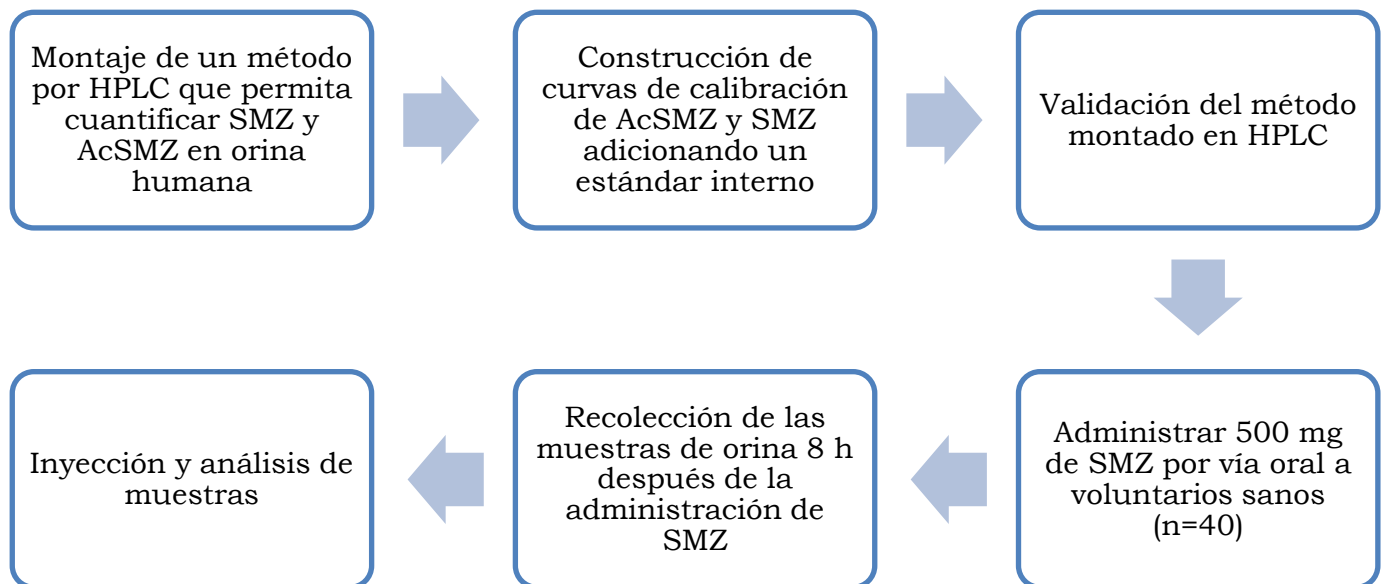 Montaje de un método
por HPLC que permita
cuantificar SMZ y
AcSMZ en orina
humana
Construcción de
curvas de calibración
de AcSMZ y SMZ
adicionando un
estándar interno
Validación del método
montado en HPLC
Administrar 500 mg
de SMZ por vía oral a
voluntarios sanos
(n=40)
Recolección de las
muestras de orina 8 h
después de la
administración de
SMZ
Inyección y análisis de
muestras